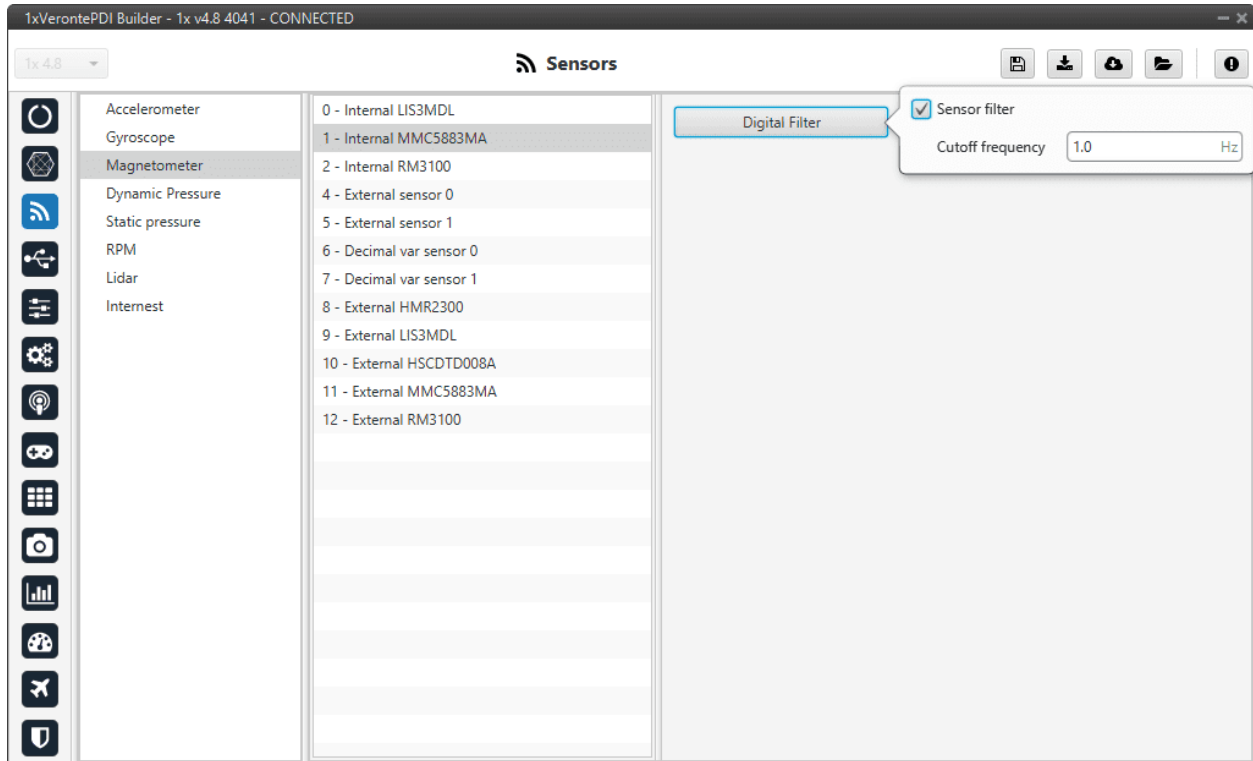 1xVerontePDI Builder - 1x v4.8 4041 - CONNECTED
1x 4.8
Sensors
Accelerometer
Gyroscope
Magnetometer
Dynamic Pressure
Static pressure
RPM
Lidar
Internest
0 - Internal LIS3MDL
1 - Internal MMC5883MA
2 - Internal RM3100
4 - External sensor 0
5 - External sensor 1
6 - Decimal var sensor 0
7 - Decimal var sensor 1
8 - External HMR2300
9 - External LIS3MDL
10 - External HSCDTD008A
11 - External MMC5883MA
12 - External RM3100
Digital Filter
Sensor filter
Cutoff frequency 1.0 Hz